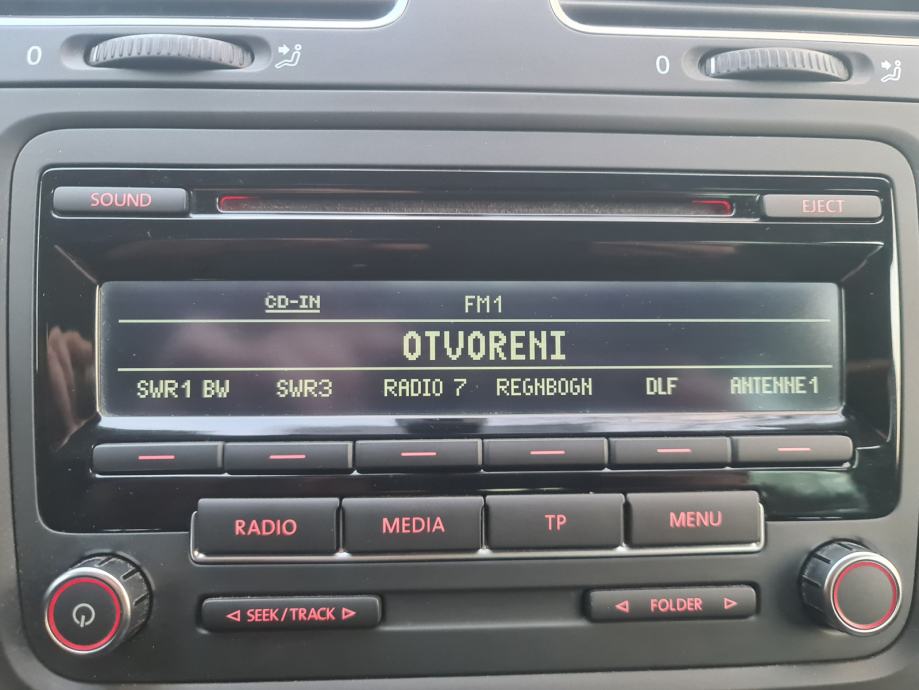 0 0
SOUND EJECT
CD-IN FM1
OTVORENI
SWR1 BW SWR3 RADIO 7 REGNBOGN DLF ANTENNE1
RADIO MEDIA TP MENU
SEEK/TRACK FOLDER